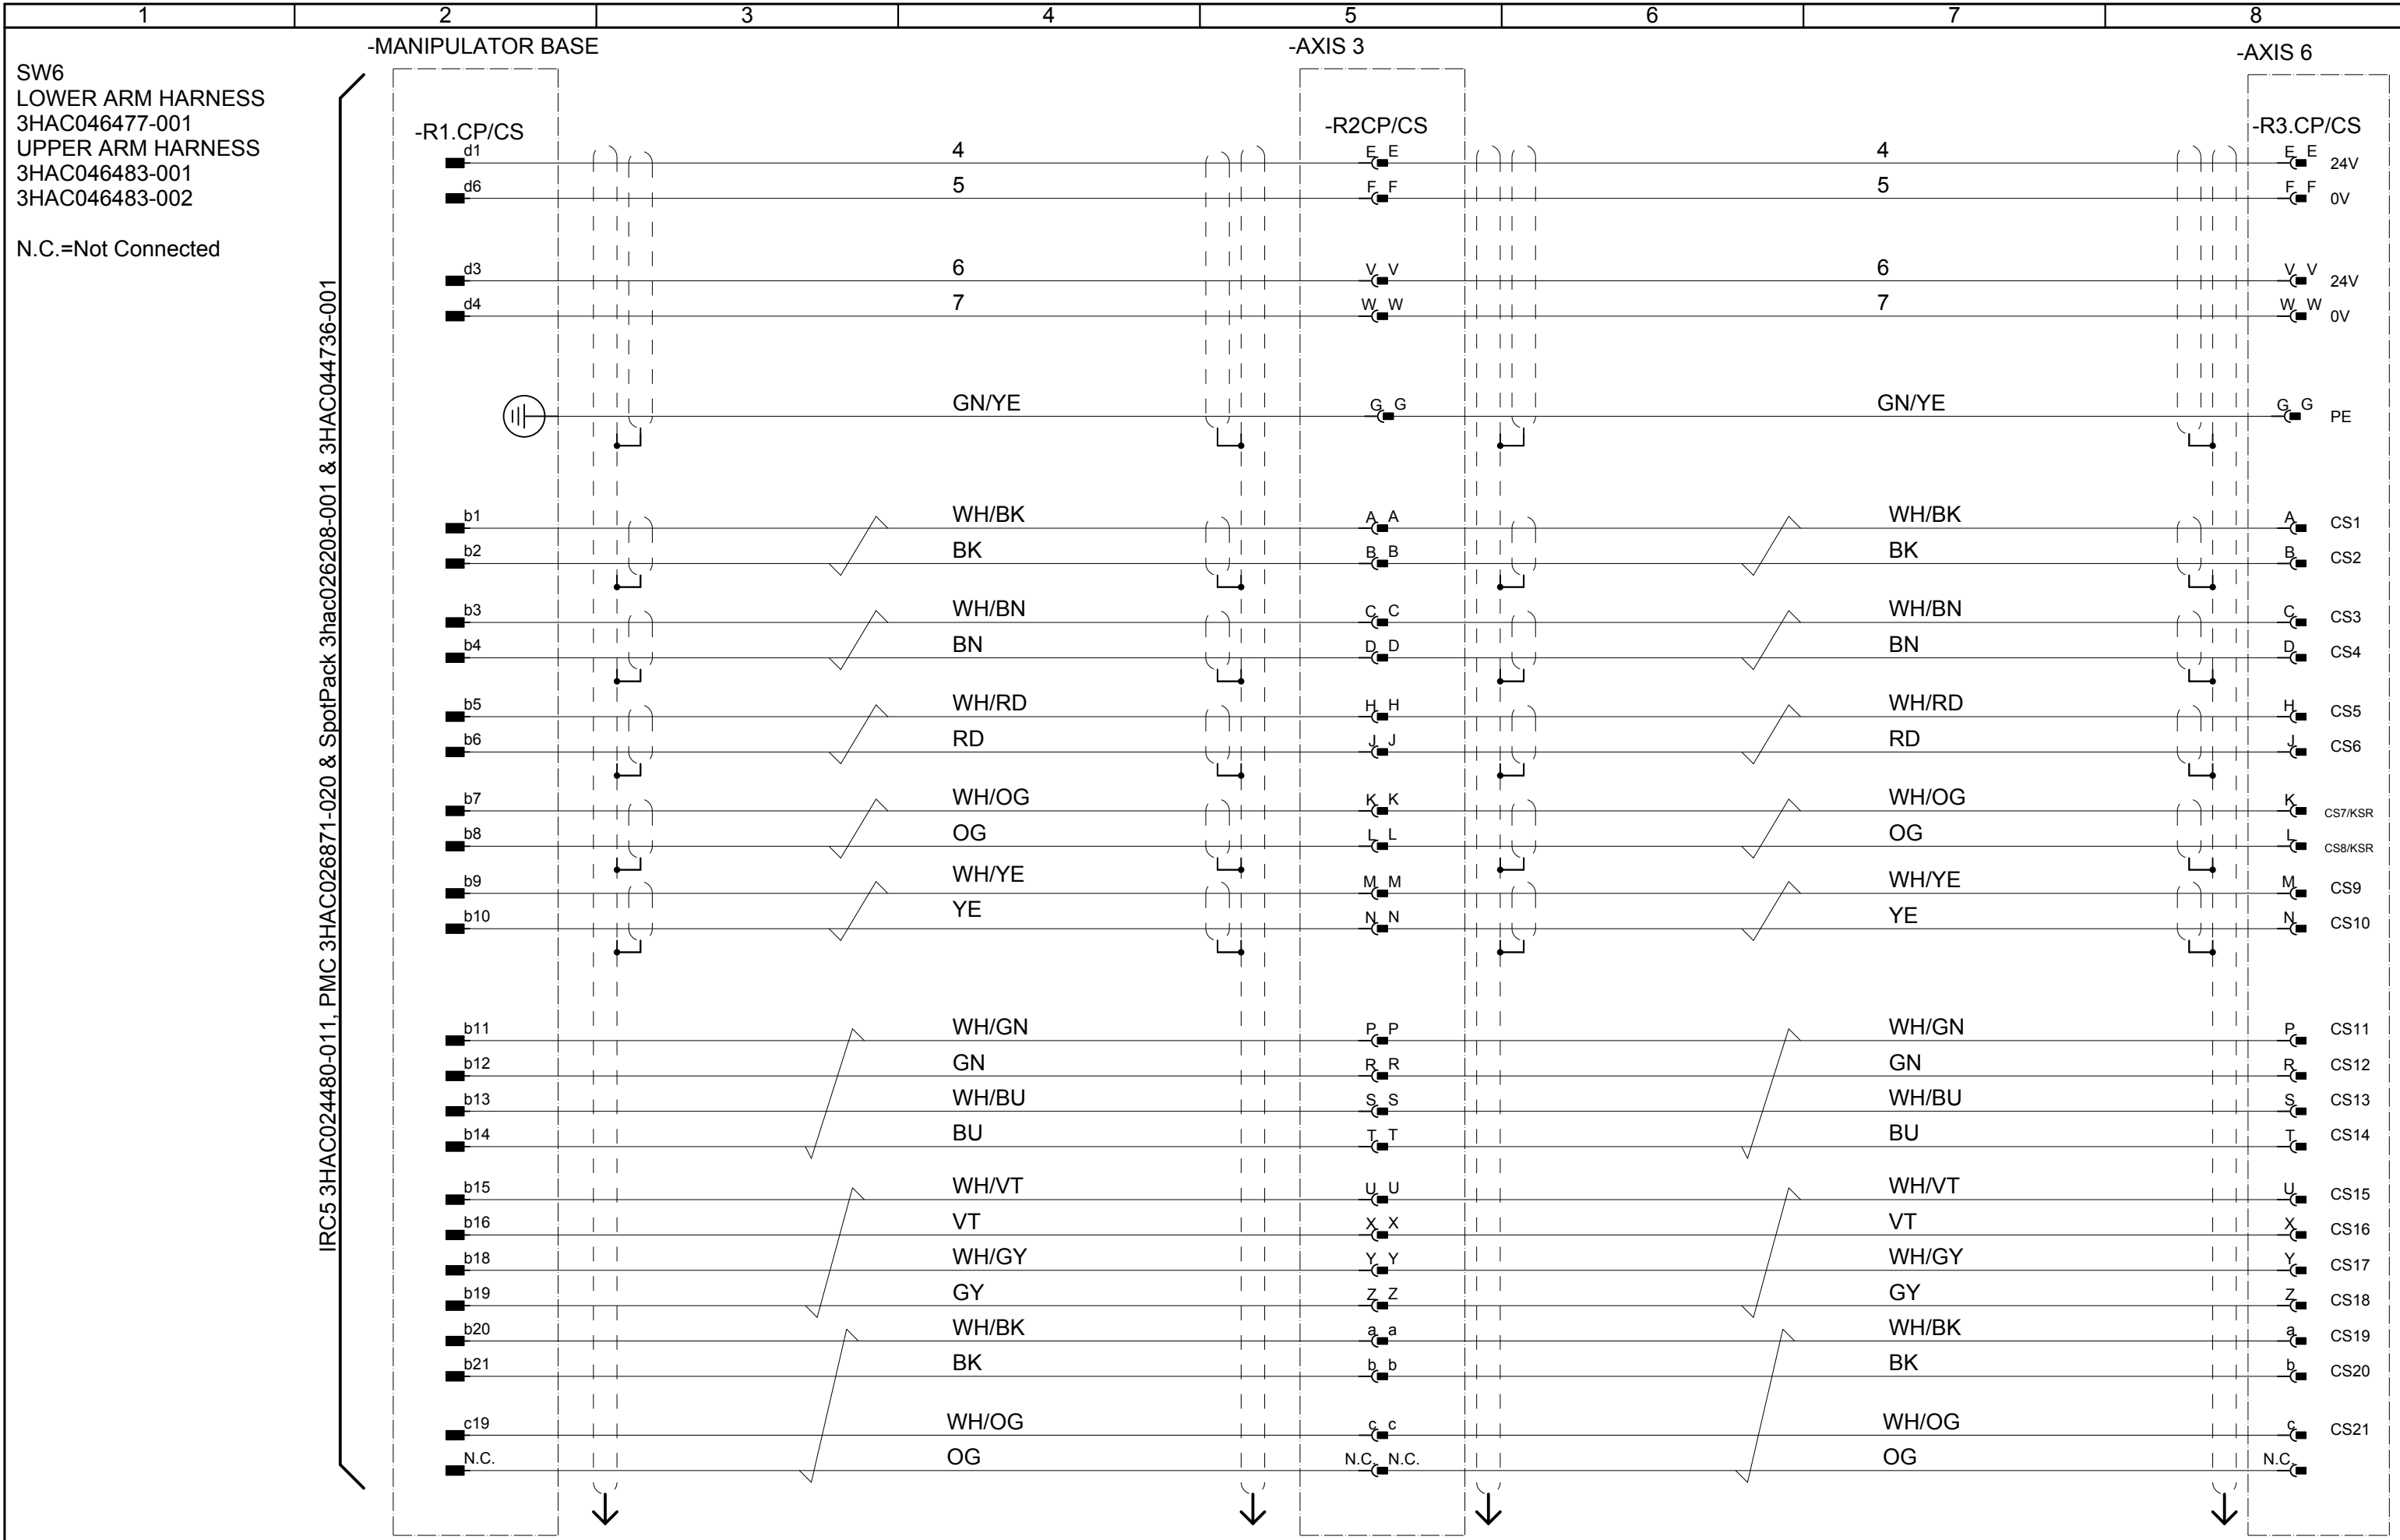 1 2 3 4 5 6 7 8
-MANIPULATOR BASE -AXIS 3 -AXIS 6
SW6
LOWER ARM HARNESS
3HAC046477-001
UPPER ARM HARNESS
3HAC046483-001
3HAC046483-002
N.C.=Not Connected
IRC5 3HAC024480-011, PMC 3HAC026871-020 & SpotPack 3hac026208-001 & 3HAC044736-001
-R1.CP/CS -R2CP/CS -R3.CP/CS
d1 4 E E 4 E E 24V
d6 5 F F 5 F F 0V
d3 6 V V 6 V V 24V
d4 7 W W 7 W W 0V
GN/YE G G GN/YE G G PE
b1 WH/BK A A WH/BK A CS1
b2 BK B B BK B CS2
b3 WH/BN C C WH/BN C CS3
b4 BN D D BN D CS4
b5 WH/RD H H WH/RD H CS5
b6 RD J J RD J CS6
b7 WH/OG K K WH/OG K CS7/KSR
b8 OG L L OG L CS8/KSR
b9 WH/YE M M WH/YE M CS9
b10 YE N N YE N CS10
b11 WH/GN P P WH/GN P CS11
b12 GN R R GN R CS12
b13 WH/BU S S WH/BU S CS13
b14 BU T T BU T CS14
b15 WH/VT U U WH/VT U CS15
b16 VT X X VT X CS16
b18 WH/GY Y Y WH/GY Y CS17
b19 GY Z Z GY Z CS18
b20 WH/BK a a WH/BK a CS19
b21 BK b b BK b CS20
c19 WH/OG c c WH/OG c CS21
N.C. OG N.C. N.C. OG N.C.